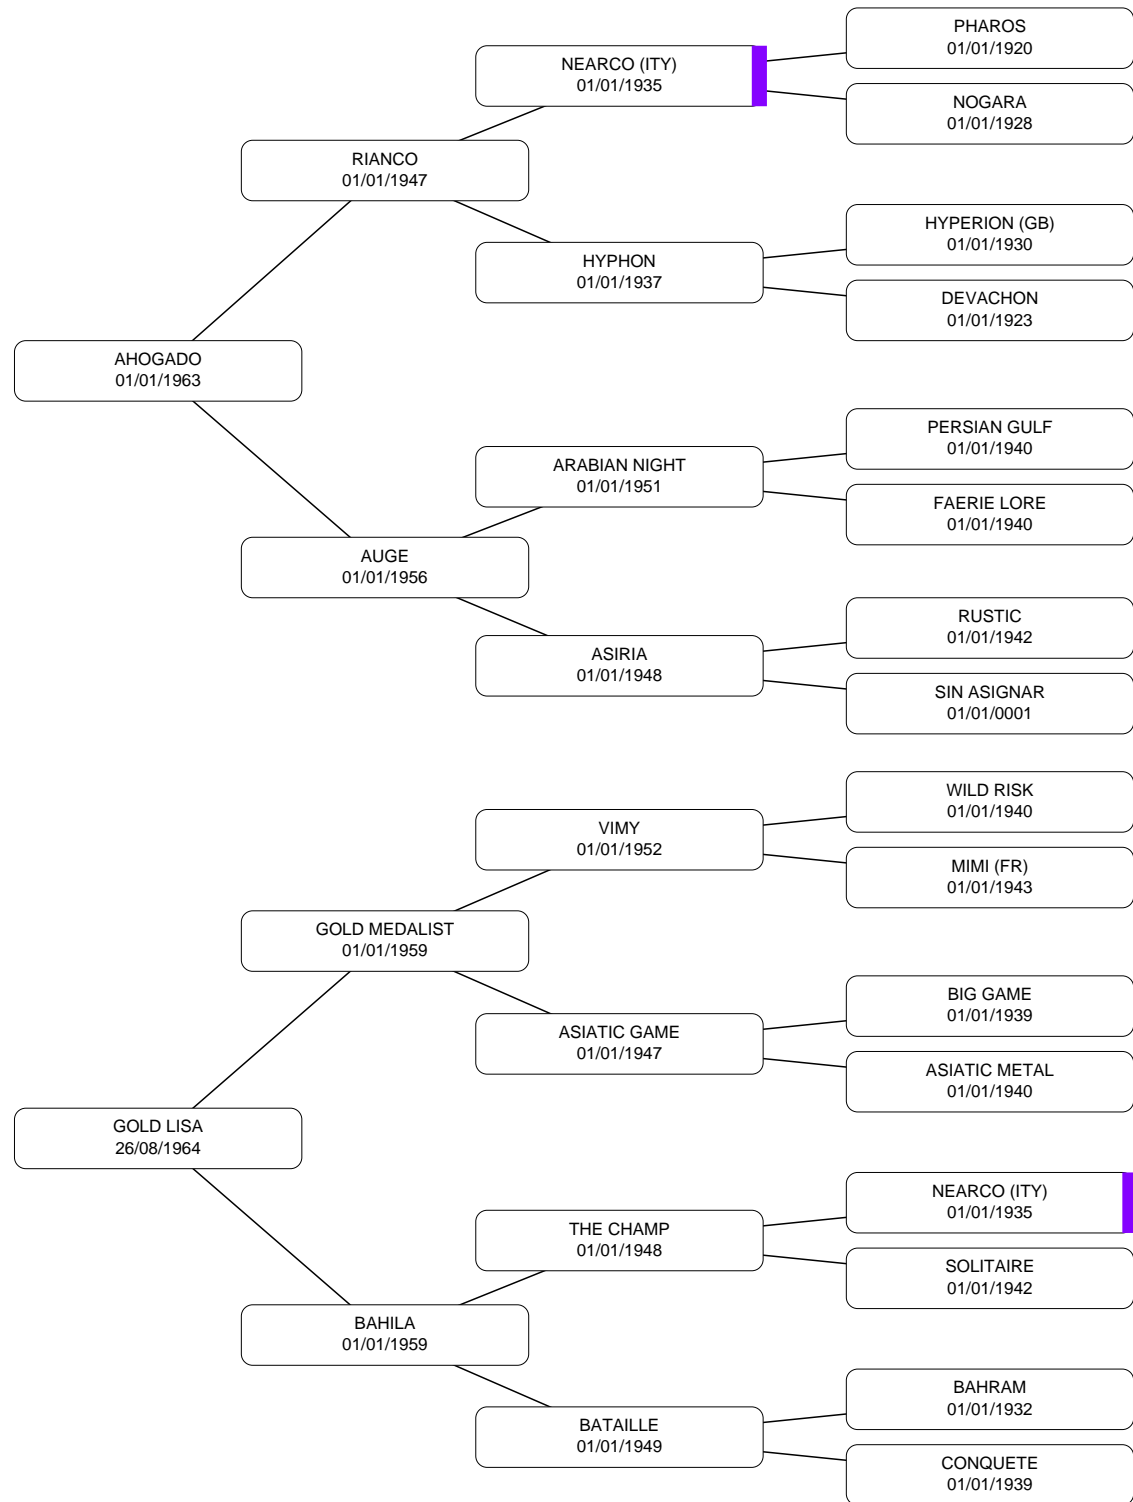 PHAROS
01/01/1920
NEARCO (ITY)
01/01/1935
NOGARA
01/01/1928
RIANCO
01/01/1947
HYPERION (GB)
01/01/1930
HYPHON
01/01/1937
DEVACHON
01/01/1923
AHOGADO
01/01/1963
PERSIAN GULF
01/01/1940
ARABIAN NIGHT
01/01/1951
FAERIE LORE
01/01/1940
AUGE
01/01/1956
RUSTIC
01/01/1942
ASIRIA
01/01/1948
SIN ASIGNAR
01/01/0001
WILD RISK
01/01/1940
VIMY
01/01/1952
MIMI (FR)
01/01/1943
GOLD MEDALIST
01/01/1959
BIG GAME
01/01/1939
ASIATIC GAME
01/01/1947
ASIATIC METAL
01/01/1940
GOLD LISA
26/08/1964
NEARCO (ITY)
01/01/1935
THE CHAMP
01/01/1948
SOLITAIRE
01/01/1942
BAHILA
01/01/1959
BAHRAM
01/01/1932
BATAILLE
01/01/1949
CONQUETE
01/01/1939